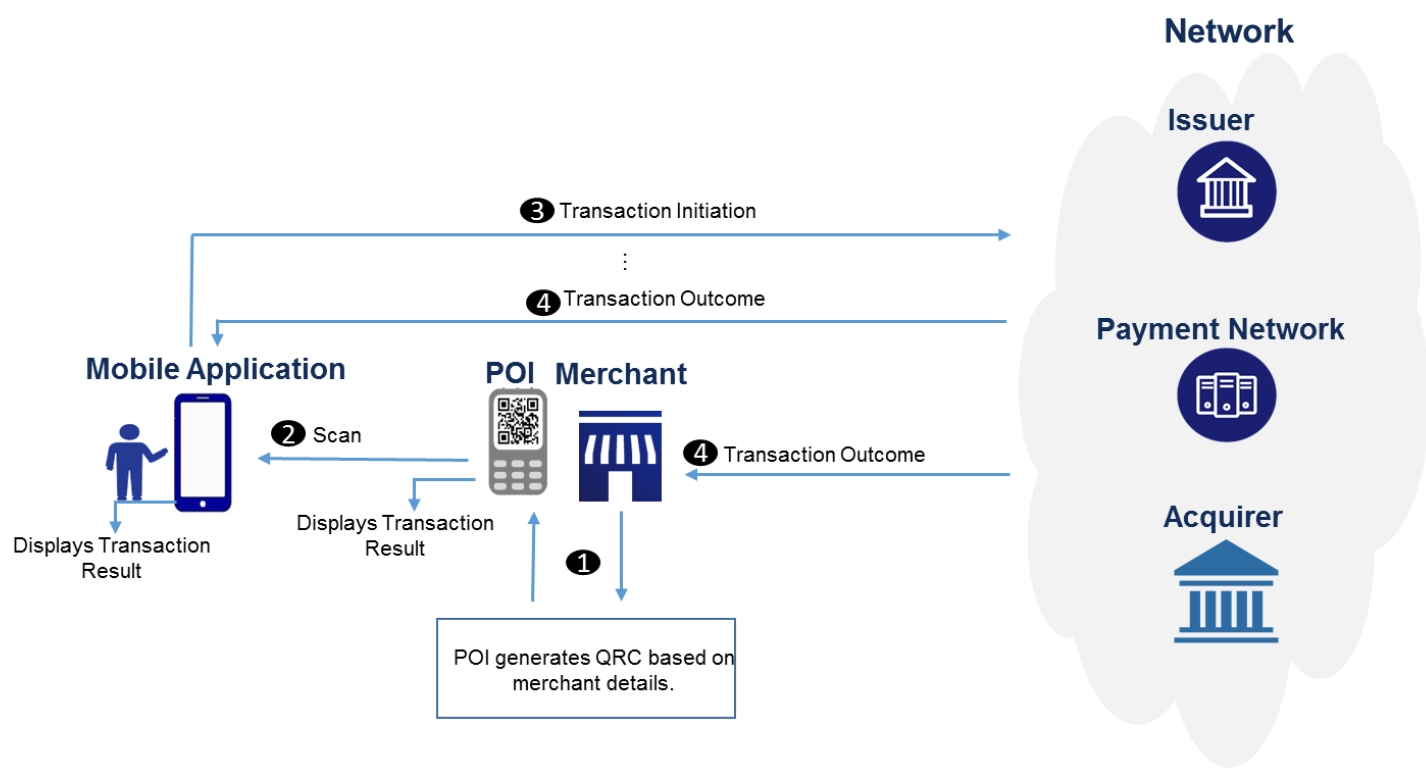 Network
Issuer
3 Transaction Initiation
⋮
4 Transaction Outcome
Payment Network
Mobile Application
POI
Merchant
2 Scan
4 Transaction Outcome
Displays Transaction
Result
Displays Transaction
Result
Acquirer
1
POI generates QRC based on
merchant details.